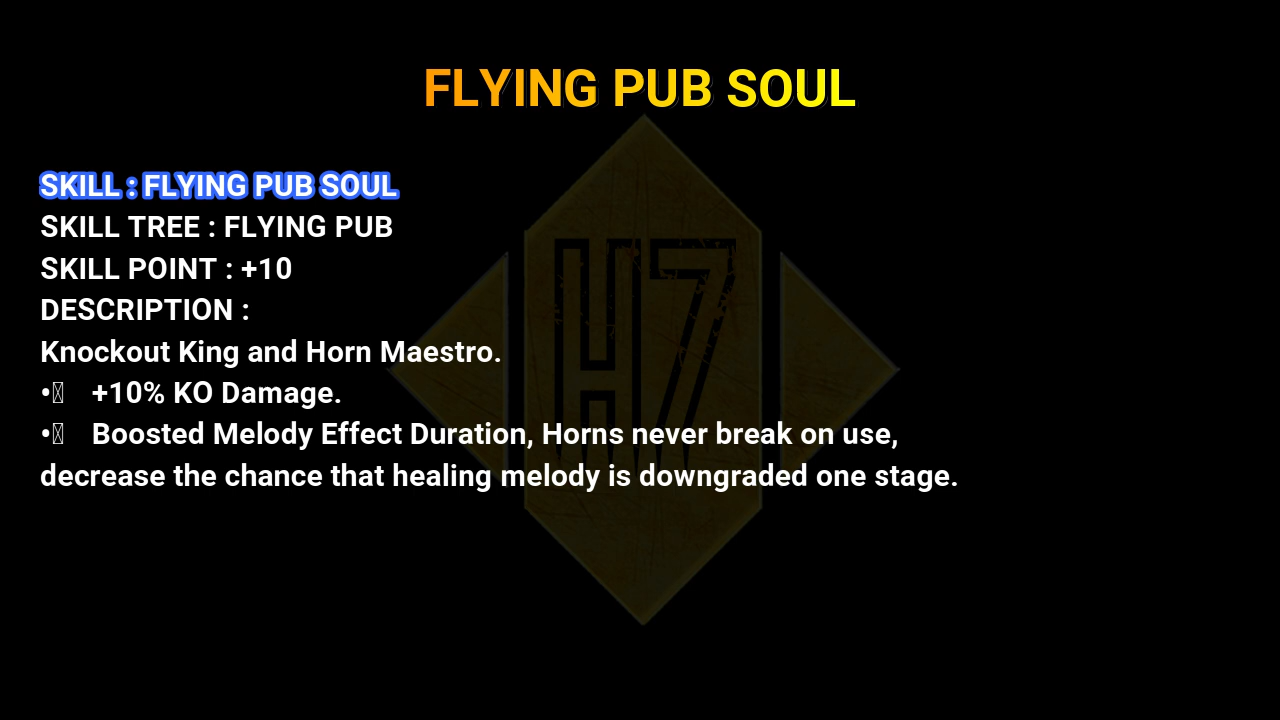 FLYING PUB SOUL
SKILL : FLYING PUB SOUL
SKILL TREE : FLYING PUB
SKILL POINT : +10
DESCRIPTION :
Knockout King and Horn Maestro.
• +10% KO Damage.
• Boosted Melody Effect Duration, Horns never break on use,
decrease the chance that healing melody is downgraded one stage.
H7